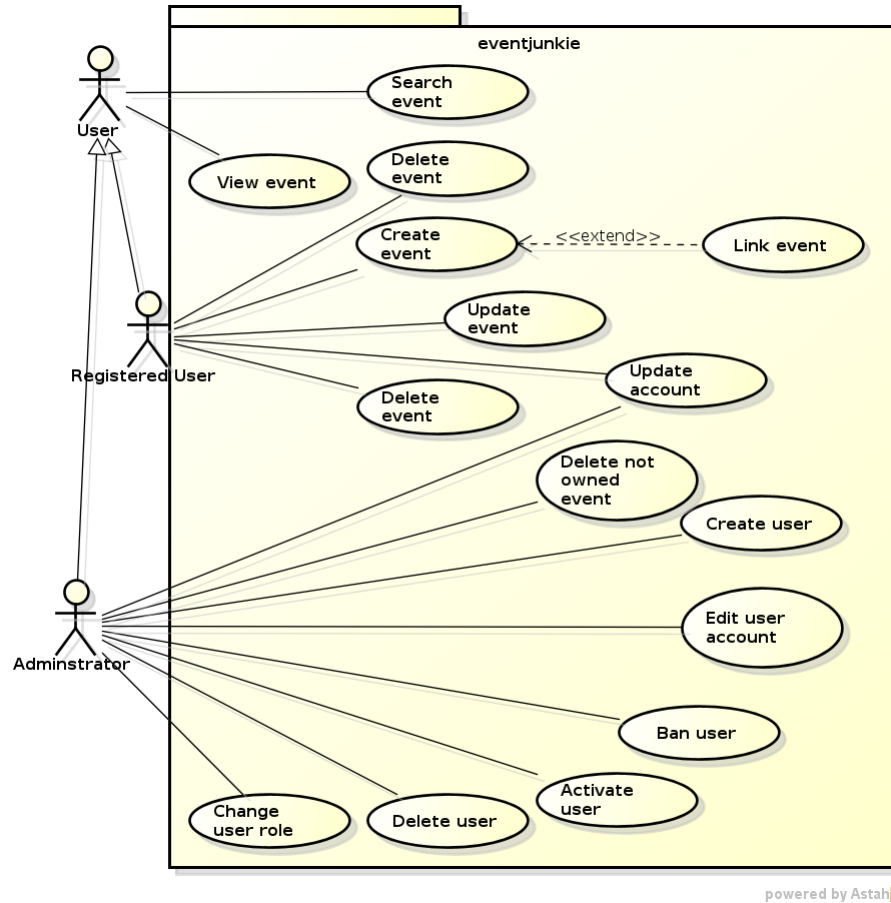 eventjunkie
Search
event
User
Delete
event
View event
Create
event
<<extend>>
Link event
Update
event
Registered User
Update
account
Delete
event
Delete not
owned
event
Create user
Adminstrator
Edit user
account
Ban user
Activate
user
Change
user role
Delete user
powered by Astah